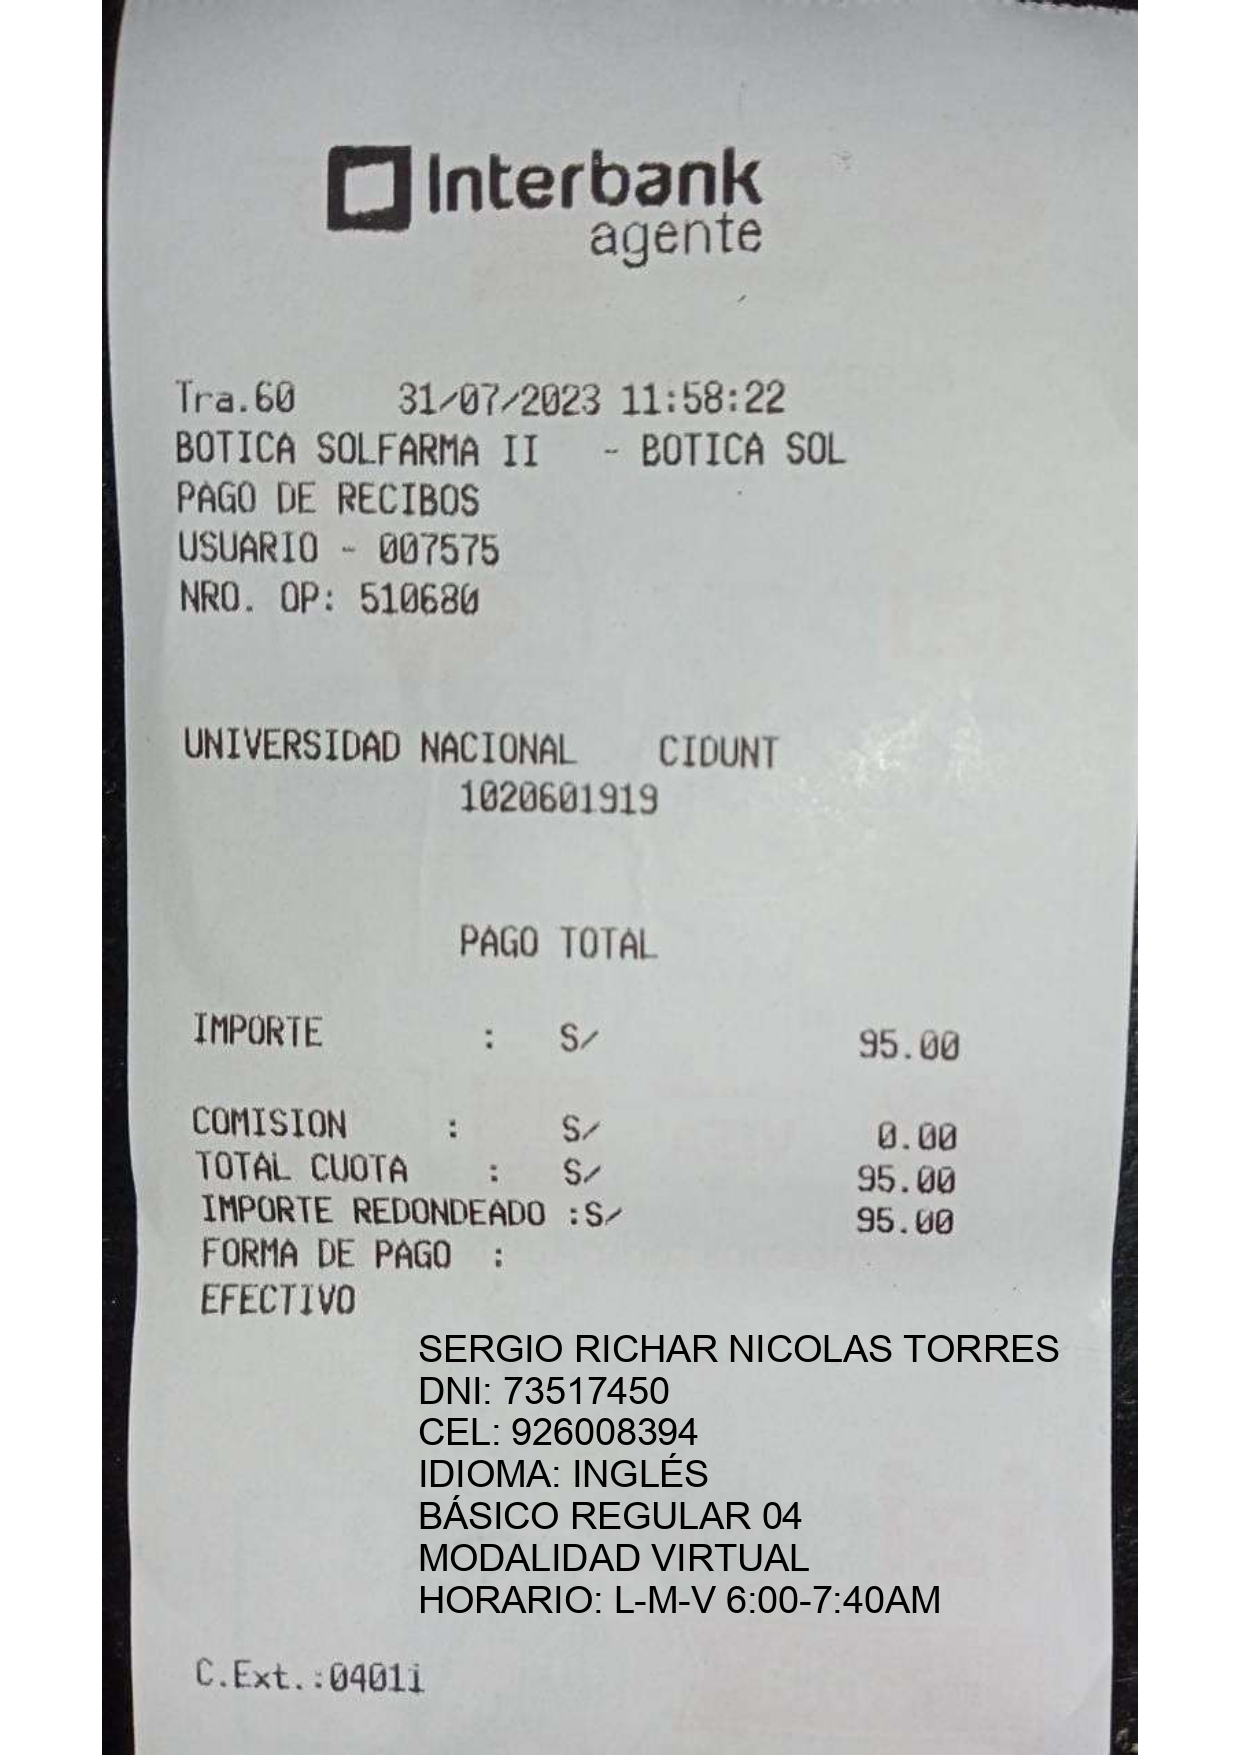 Interbank
agente
Tra.60 31/07/2023 11:58:22
BOTICA SOLFARMA II - BOTICA SOL
PAGO DE RECIBOS
USUARIO - 007575
NRO. OP: 510680
UNIVERSIDAD NACIONAL CIDUNT
1020601919
PAGO TOTAL
IMPORTE : S/ 95.00
COMISION : S/ 0.00
TOTAL CUOTA : S/ 95.00
IMPORTE REDONDEADO :S/ 95.00
FORMA DE PAGO :
EFECTIVO
SERGIO RICHAR NICOLAS TORRES
DNI: 73517450
CEL: 926008394
IDIOMA: INGLÉS
BÁSICO REGULAR 04
MODALIDAD VIRTUAL
HORARIO: L-M-V 6:00-7:40AM
C.Ext.:0401i